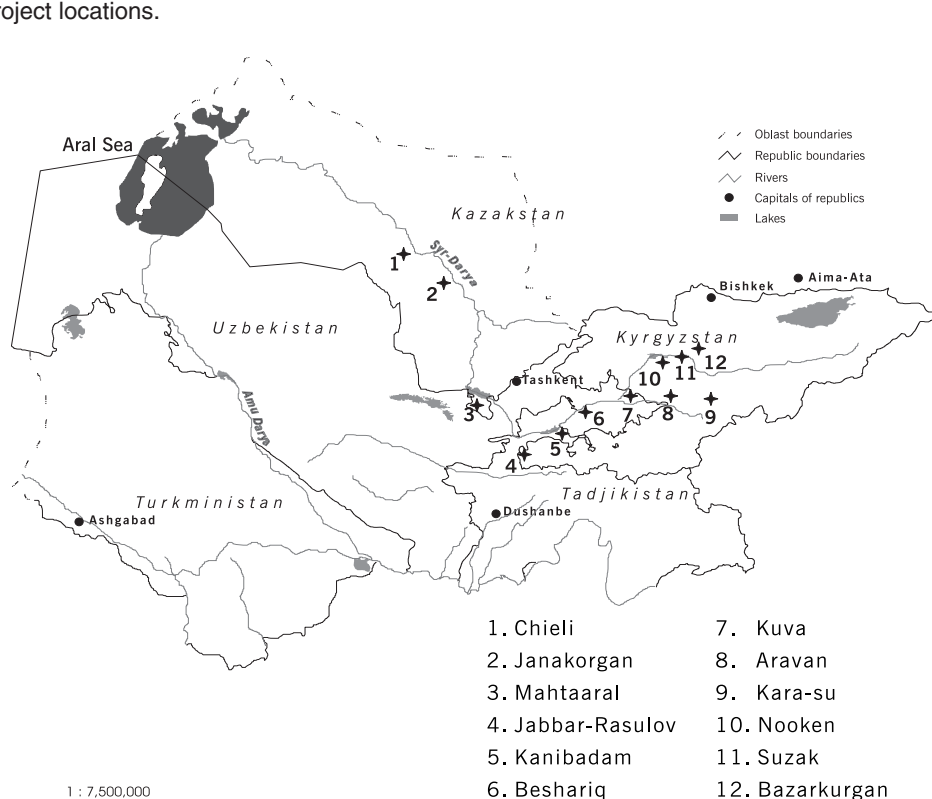 roject locations.
Aral Sea
Oblast boundaries
Republic boundaries
Rivers
Capitals of republics
Lakes
Kazakstan
Syr-Darya
1
2
Aima-Ata
Bishkek
Uzbekistan
Kyrgyzstan
12
11
10
Tashkent
Amu Darya
3
6
7
8
9
5
4
Turkministan
Tadjikistan
Ashgabad
Dushanbe
1. Chieli
2. Janakorgan
3. Mahtaaral
4. Jabbar-Rasulov
5. Kanibadam
6. Beshariq
7. Kuva
8. Aravan
9. Kara-su
10. Nooken
11. Suzak
12. Bazarkurgan
1 : 7,500,000